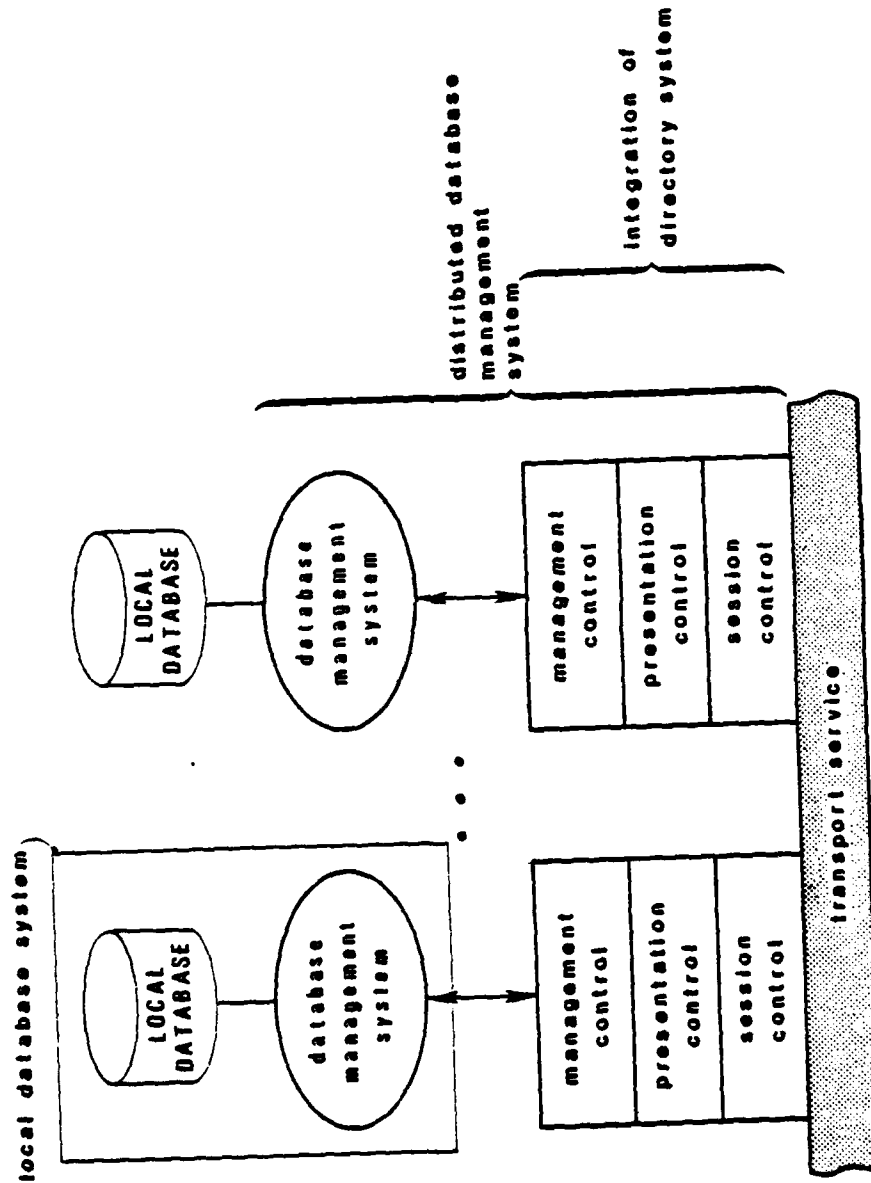 local database system
LOCAL
DATABASE
database
management
system
management
control
presentation
control
session
control
LOCAL
DATABASE
database
management
system
management
control
presentation
control
session
control
distributed database
management
system
integration of
directory system
transport service